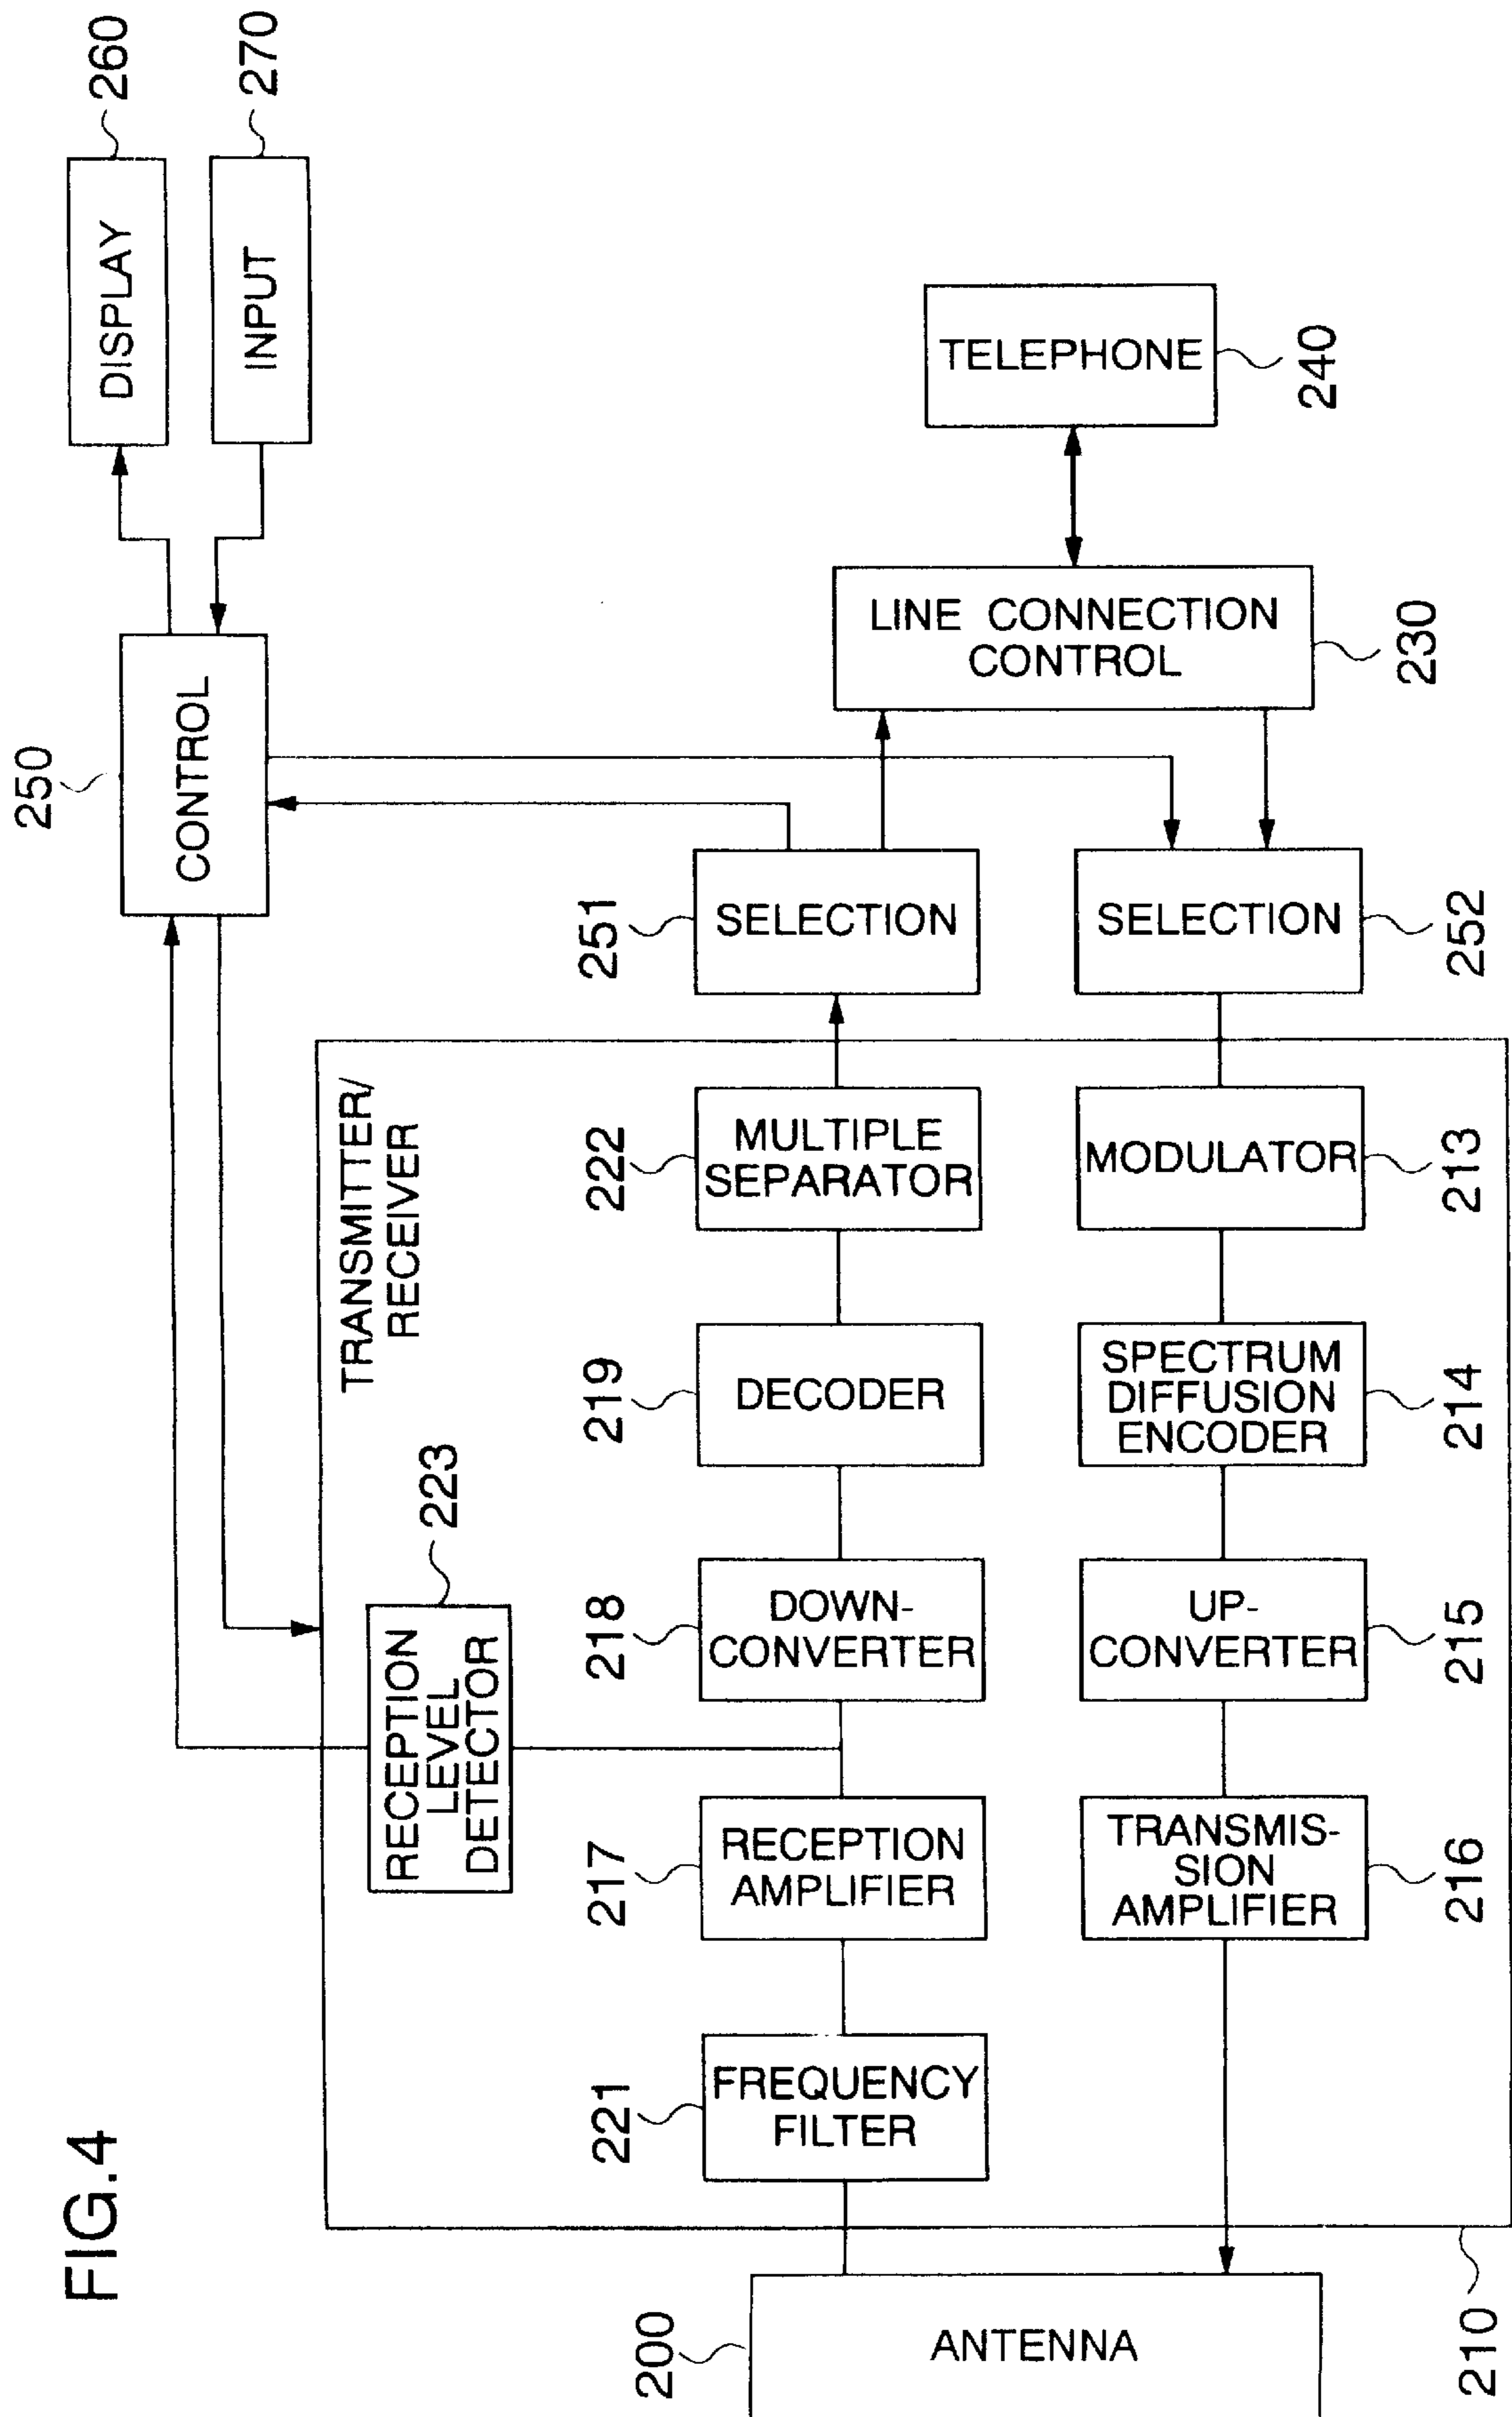 FIG.4
250
CONTROL
DISPLAY
260
INPUT
270
TRANSMITTER/
RECEIVER
RECEPTION
LEVEL
DETECTOR
223
200
ANTENNA
210
221
FREQUENCY
FILTER
217
RECEPTION
AMPLIFIER
218
DOWN-
CONVERTER
219
DECODER
222
MULTIPLE
SEPARATOR
251
SELECTION
TRANSMIS-
SION
AMPLIFIER
216
UP-
CONVERTER
215
SPECTRUM
DIFFUSION
ENCODER
214
MODULATOR
213
SELECTION
252
LINE CONNECTION
CONTROL
230
TELEPHONE
240